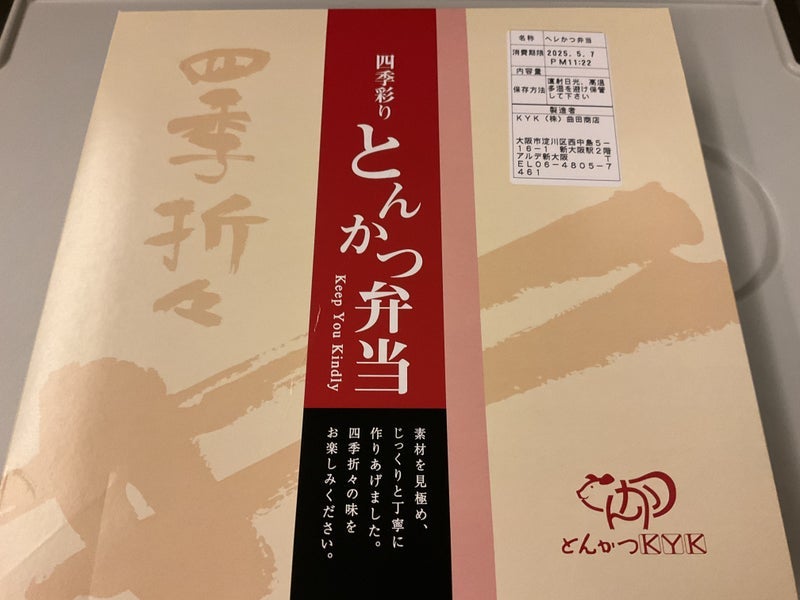 四季折々
四季彩り
とんかつ弁当
Keep You Kindly
素材を見極め、
じっくりと丁寧に
作りあげました。
四季折々の味を
お楽しみください。
名称 ヘレかつ弁当
消費期限 2025.5.7
PM11:22
内容量
保存方法 直射日光、高温
多湿を避け保管
して下さい
製造者
KYK(株)曲田商店
大阪市淀川区西中島5－
16－1 新大阪駅2階
アルデ新大阪 T
EL06－4805－7
461
とんかつKYK